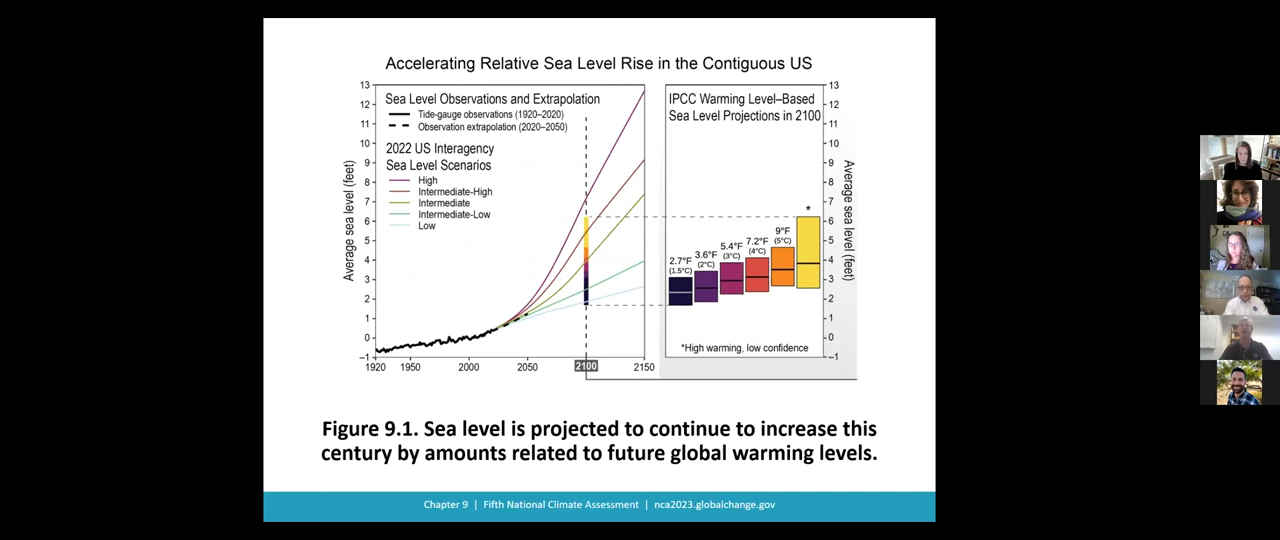 Accelerating Relative Sea Level Rise in the Contiguous US
Average sea level (feet)
13
12
11
10
9
8
7
6
5
4
3
2
1
0
−1
Sea Level Observations and Extrapolation
Tide-gauge observations (1920–2020)
Observation extrapolation (2020–2050)
2022 US Interagency
Sea Level Scenarios
High
Intermediate-High
Intermediate
Intermediate-Low
Low
1920
1950
2000
2050
2100
2150
IPCC Warming Level–Based
Sea Level Projections in 2100
2.7°F
(1.5°C)
3.6°F
(2°C)
5.4°F
(3°C)
7.2°F
(4°C)
9°F
(5°C)
*
*High warming, low confidence
13
12
11
10
9
8
7
6
5
4
3
2
1
0
−1
Average sea level (feet)
Figure 9.1. Sea level is projected to continue to increase this
century by amounts related to future global warming levels.
Chapter 9 | Fifth National Climate Assessment | nca2023.globalchange.gov